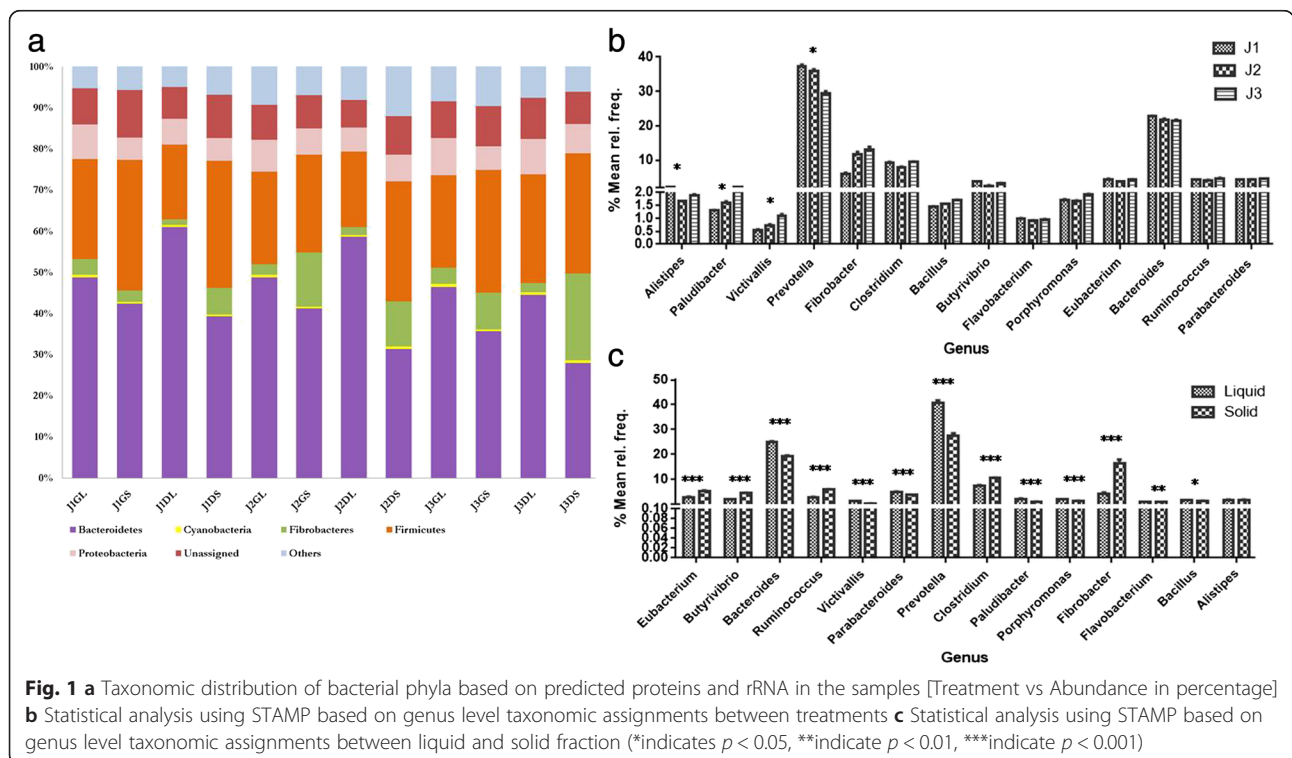 a
100%
90%
80%
70%
60%
50%
40%
30%
20%
10%
0%
J1GL J1GS J1DL J1DS J2GL J2GS J2DL J2DS J3GL J3GS J3DL J3DS
Bacteroidetes Cyanobacteria Fibrobacteres Firmicutes
Proteobacteria Unassigned Others
b
% Mean rel. freq.
40
30
20
10
2.0
1.5
1.0
0.5
0.0
* * * *
J1
J2
J3
Alistipes Paludibacter Victivallis Prevotella Fibrobacter Clostridium Bacillus Butyrivibrio Flavobacterium Porphyromonas Eubacterium Bacteroides Ruminococcus Parabacteroides
Genus
c
% Mean rel. freq.
50
40
30
20
10
0.10
0.08
0.06
0.04
0.02
0.00
*** *** *** *** *** *** *** *** *** *** *** ** *
Liquid
Solid
Eubacterium Butyrivibrio Bacteroides Ruminococcus Victivallis Parabacteroides Prevotella Clostridium Paludibacter Porphyromonas Fibrobacter Flavobacterium Bacillus Alistipes
Genus
Fig. 1 a Taxonomic distribution of bacterial phyla based on predicted proteins and rRNA in the samples [Treatment vs Abundance in percentage]
b Statistical analysis using STAMP based on genus level taxonomic assignments between treatments c Statistical analysis using STAMP based on
genus level taxonomic assignments between liquid and solid fraction (*indicates p < 0.05, **indicate p < 0.01, ***indicate p < 0.001)